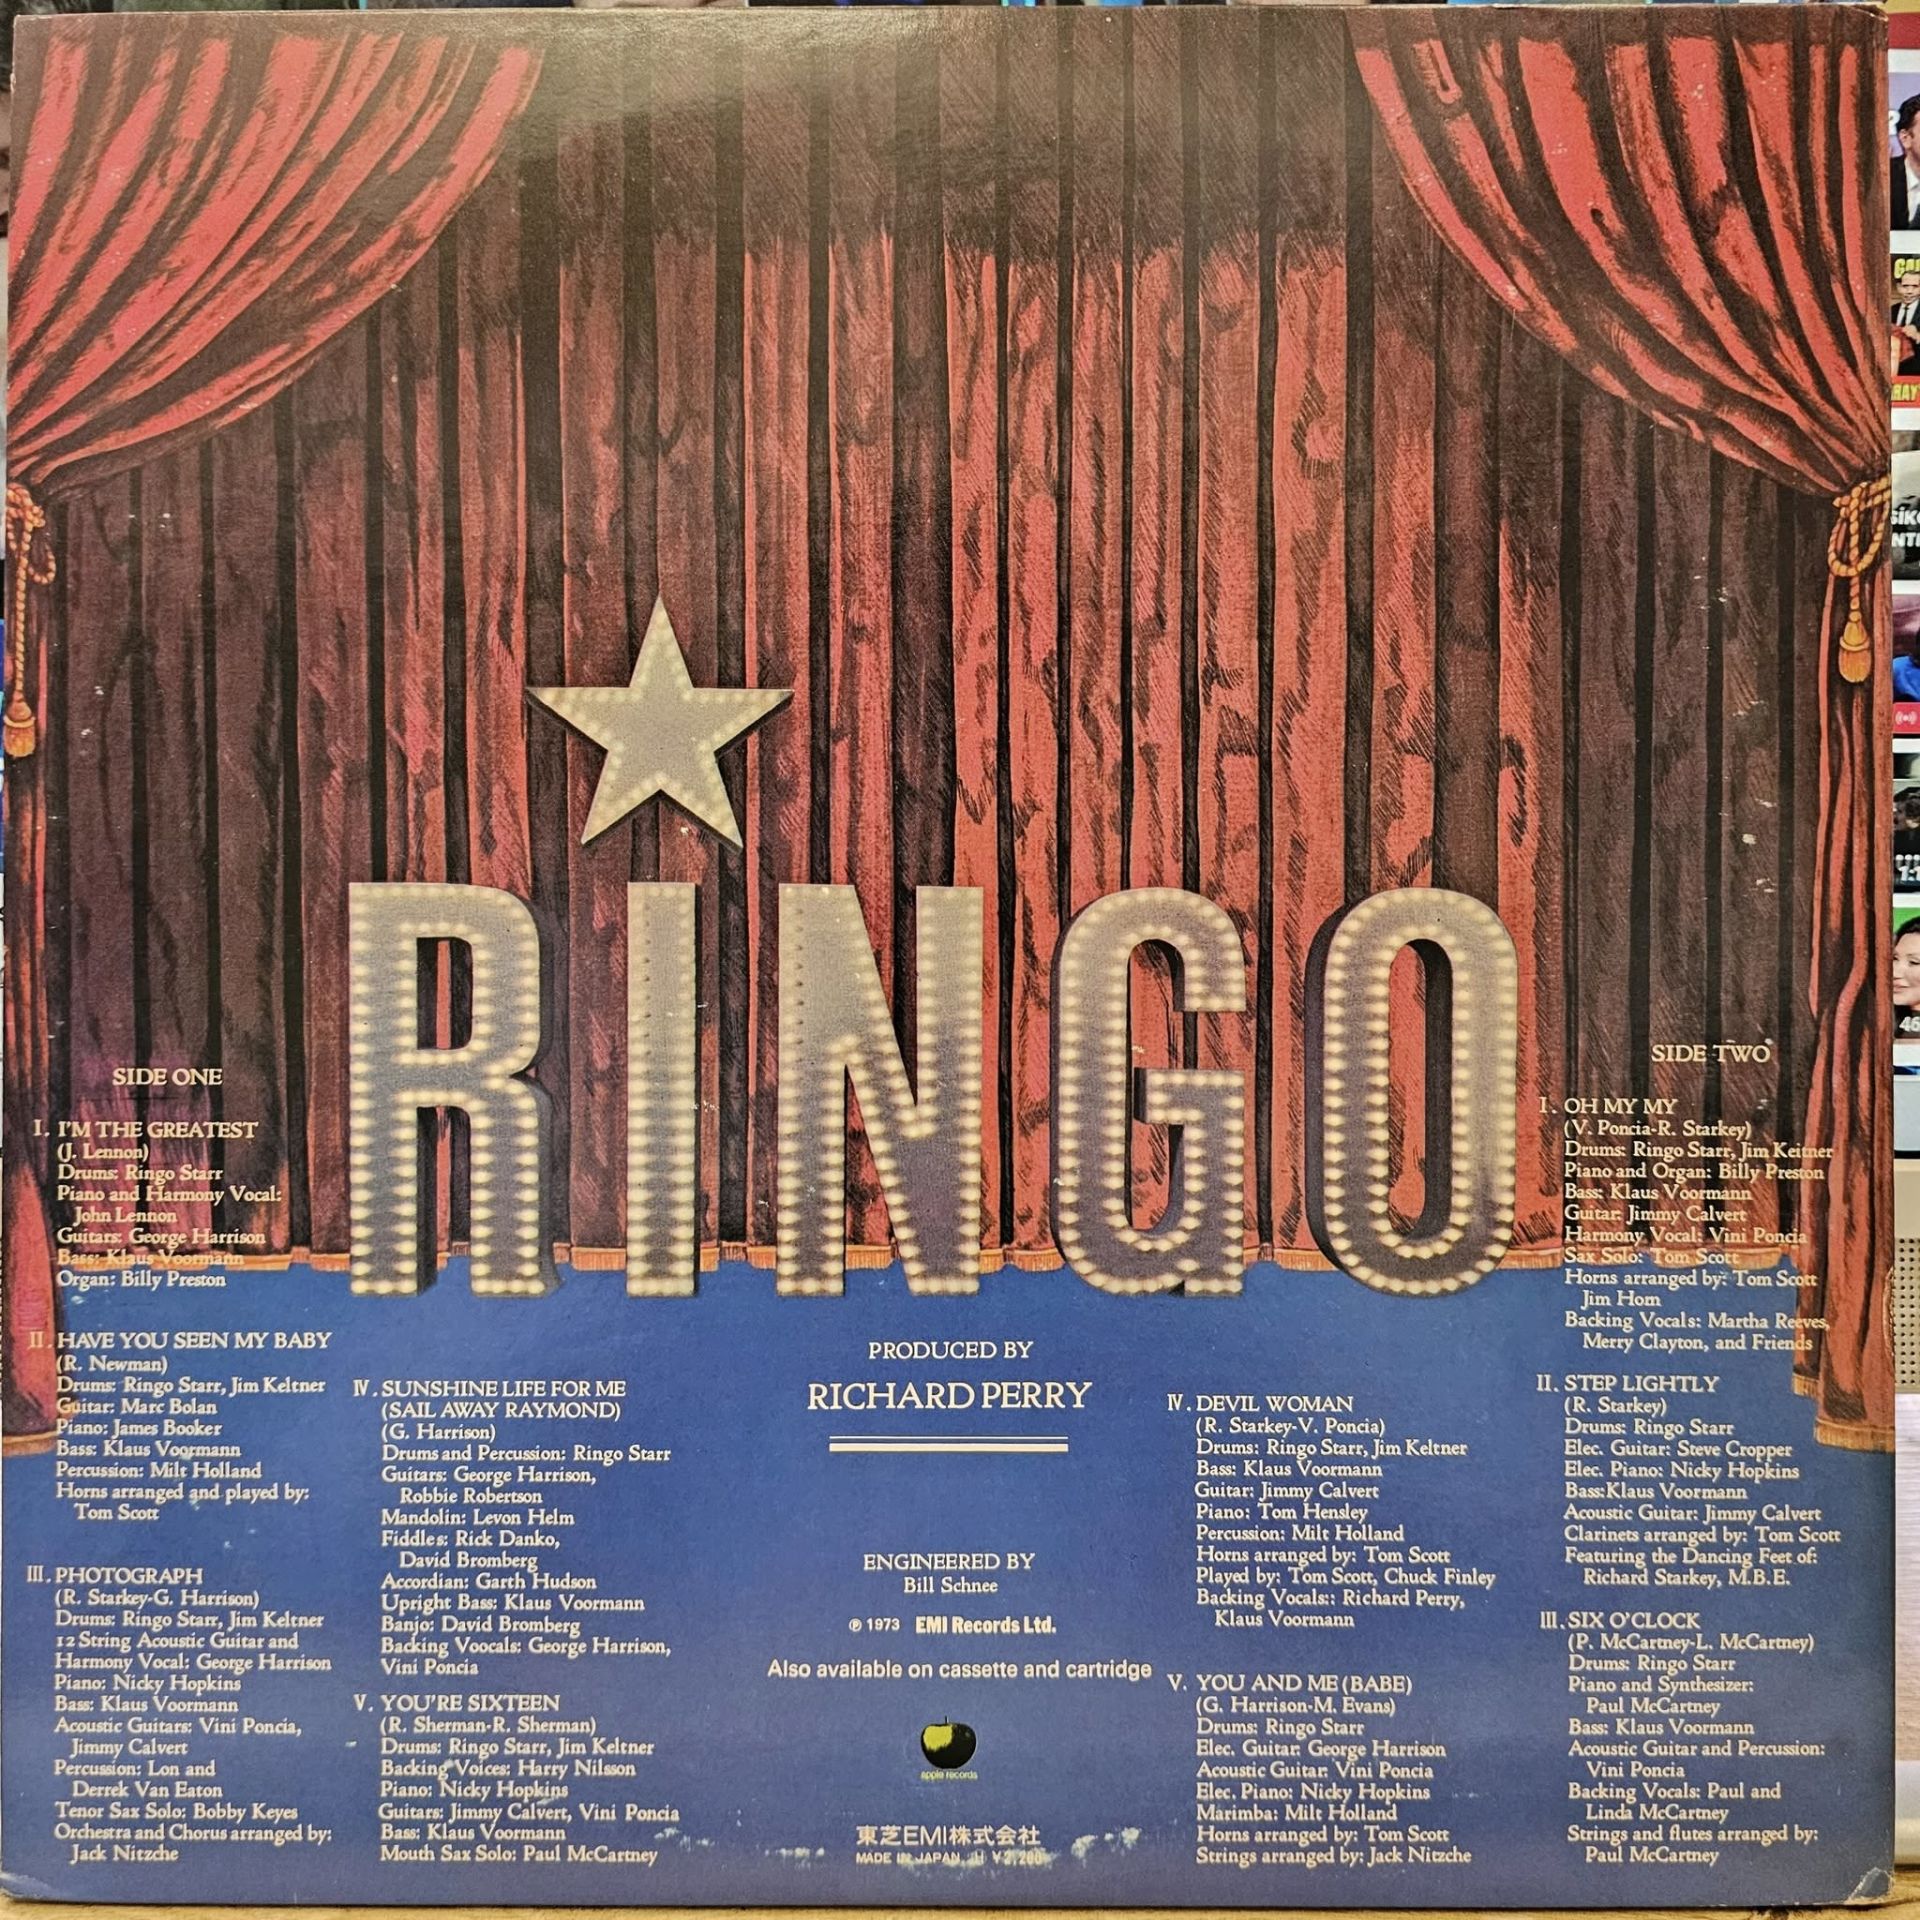 RINGO
SIDE ONE
I. I'M THE GREATEST
(J. Lennon)
Drums: Ringo Starr
Piano and Harmony Vocal:
John Lennon
Guitars: George Harrison
Bass: Klaus Voormann
Organ: Billy Preston
II. HAVE YOU SEEN MY BABY
(R. Newman)
Drums: Ringo Starr, Jim Keltner
Guitar: Marc Bolan
Piano: James Booker
Bass: Klaus Voormann
Percussion: Milt Holland
Horns arranged and played by:
Tom Scott
III. PHOTOGRAPH
(R. Starkey-G. Harrison)
Drums: Ringo Starr, Jim Keltner
12 String Acoustic Guitar and
Harmony Vocal: George Harrison
Piano: Nicky Hopkins
Bass: Klaus Voormann
Acoustic Guitars: Vini Poncia,
Jimmy Calvert
Percussion: Lon and
Derrek Van Eaton
Tenor Sax Solo: Bobby Keyes
Orchestra and Chorus arranged by:
Jack Nitzche
IV. SUNSHINE LIFE FOR ME
(SAIL AWAY RAYMOND)
(G. Harrison)
Drums and Percussion: Ringo Starr
Guitars: George Harrison,
Robbie Robertson
Mandolin: Levon Helm
Fiddles: Rick Danko,
David Bromberg
Accordian: Garth Hudson
Upright Bass: Klaus Voormann
Banjo: David Bromberg
Backing Voocals: George Harrison,
Vini Poncia
V. YOU'RE SIXTEEN
(R. Sherman-R. Sherman)
Drums: Ringo Starr, Jim Keltner
Backing Voices: Harry Nilsson
Piano: Nicky Hopkins
Guitars: Jimmy Calvert, Vini Poncia
Bass: Klaus Voormann
Mouth Sax Solo: Paul McCartney
PRODUCED BY
RICHARD PERRY
ENGINEERED BY
Bill Schnee
℗ 1973 EMI Records Ltd.
Also available on cassette and cartridge
apple records
東芝EMI株式会社
MADE IN JAPAN H ¥2,200
SIDE TWO
I. OH MY MY
(V. Poncia-R. Starkey)
Drums: Ringo Starr, Jim Keitner
Piano and Organ: Billy Preston
Bass: Klaus Voormann
Guitar: Jimmy Calvert
Harmony Vocal: Vini Poncia
Sax Solo: Tom Scott
Horns arranged by: Tom Scott
Jim Horn
Backing Vocals: Martha Reeves,
Merry Clayton, and Friends
II. STEP LIGHTLY
(R. Starkey)
Drums: Ringo Starr
Elec. Guitar: Steve Cropper
Elec. Piano: Nicky Hopkins
Bass:Klaus Voormann
Acoustic Guitar: Jimmy Calvert
Clarinets arranged by: Tom Scott
Featuring the Dancing Feet of:
Richard Starkey, M.B.E.
III. SIX O'CLOCK
(P. McCartney-L. McCartney)
Drums: Ringo Starr
Piano and Synthesizer:
Paul McCartney
Bass: Klaus Voormann
Acoustic Guitar and Percussion:
Vini Poncia
Backing Vocals: Paul and
Linda McCartney
Strings and flutes arranged by:
Paul McCartney
IV. DEVIL WOMAN
(R. Starkey-V. Poncia)
Drums: Ringo Starr, Jim Keltner
Bass: Klaus Voormann
Guitar: Jimmy Calvert
Piano: Tom Hensley
Percussion: Milt Holland
Horns arranged by: Tom Scott
Played by: Tom Scott, Chuck Finley
Backing Vocals:: Richard Perry,
Klaus Voormann
V. YOU AND ME (BABE)
(G. Harrison-M. Evans)
Drums: Ringo Starr
Elec. Guitar: George Harrison
Acoustic Guitar: Vini Poncia
Elec. Piano: Nicky Hopkins
Marimba: Milt Holland
Horns arranged by: Tom Scott
Strings arranged by: Jack Nitzche
46